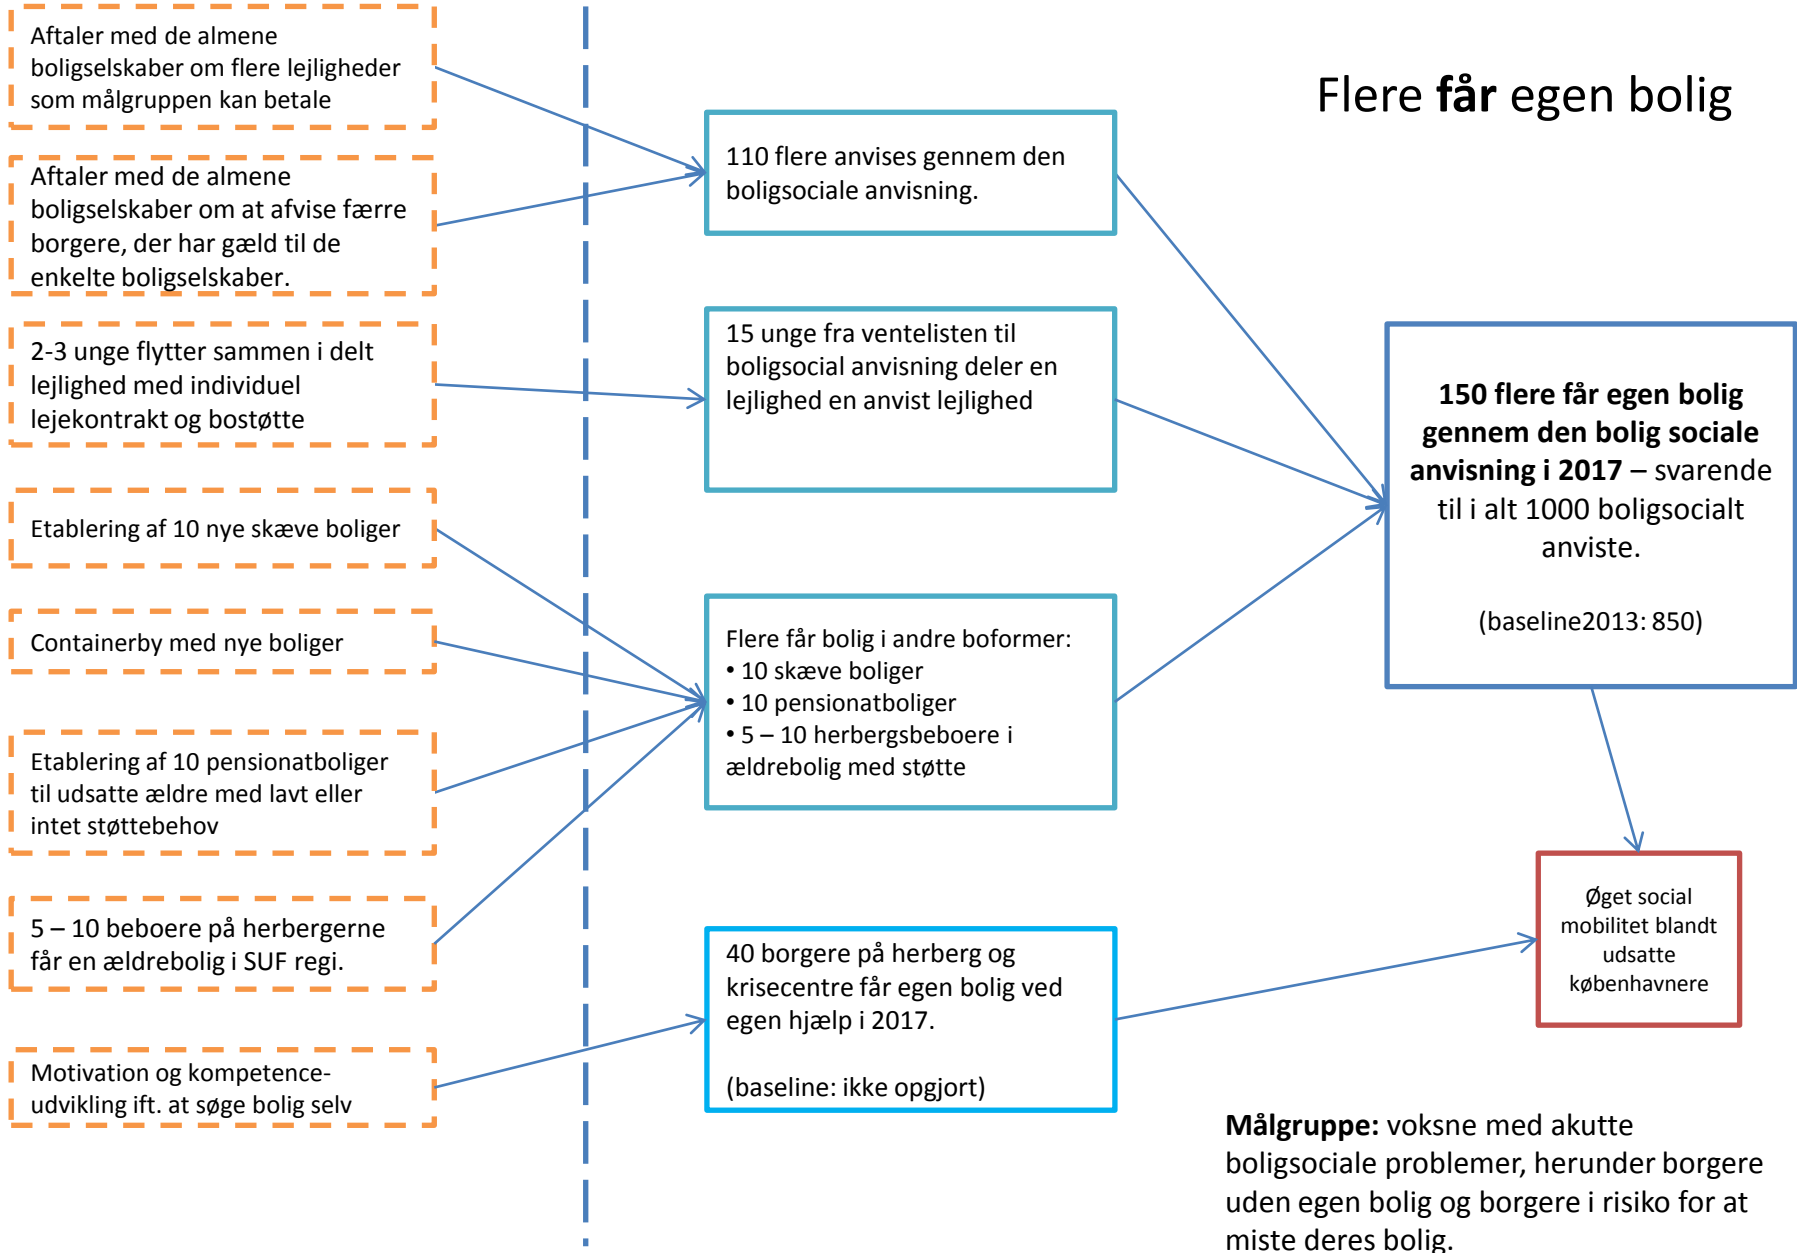 Flere får egen bolig
Aftaler med de almene
boligselskaber om flere lejligheder
som målgruppen kan betale
Aftaler med de almene
boligselskaber om at afvise færre
borgere, der har gæld til de
enkelte boligselskaber.
2-3 unge flytter sammen i delt
lejlighed med individuel
lejekontrakt og bostøtte
Etablering af 10 nye skæve boliger
Containerby med nye boliger
Etablering af 10 pensionatboliger
til udsatte ældre med lavt eller
intet støttebehov
5 – 10 beboere på herbergerne
får en ældrebolig i SUF regi.
Motivation og kompetence-
udvikling ift. at søge bolig selv
110 flere anvises gennem den
boligsociale anvisning.
15 unge fra ventelisten til
boligsocial anvisning deler en
lejlighed en anvist lejlighed
Flere får bolig i andre boformer:
• 10 skæve boliger
• 10 pensionatboliger
• 5 – 10 herbergsbeboere i
ældrebolig med støtte
40 borgere på herberg og
krisecentre får egen bolig ved
egen hjælp i 2017.
(baseline: ikke opgjort)
150 flere får egen bolig
gennem den bolig sociale
anvisning i 2017 – svarende
til i alt 1000 boligsocialt
anviste.
(baseline2013: 850)
Øget social
mobilitet blandt
udsatte
københavnere
Målgruppe: voksne med akutte
boligsociale problemer, herunder borgere
uden egen bolig og borgere i risiko for at
miste deres bolig.